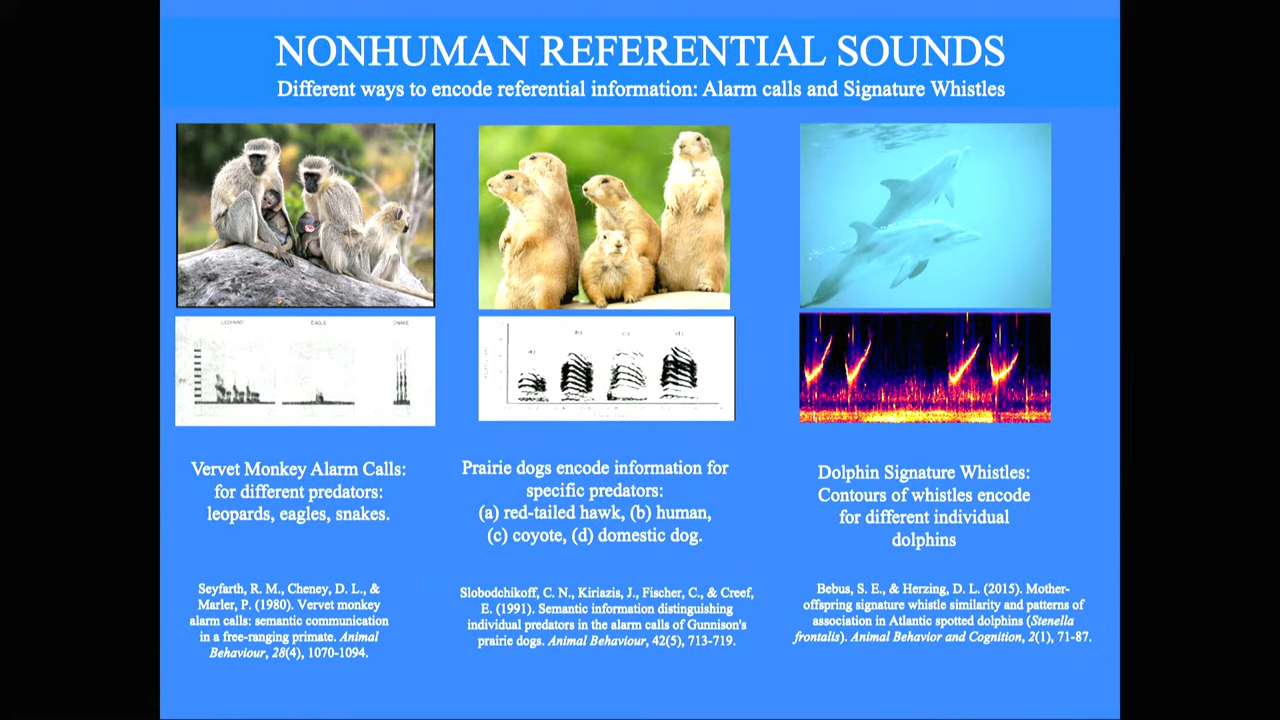 NONHUMAN REFERENTIAL SOUNDS
Different ways to encode referential information: Alarm calls and Signature Whistles
LEOPARD EAGLE SNAKE
a) b) c) d)
Vervet Monkey Alarm Calls:
for different predators:
leopards, eagles, snakes.
Prairie dogs encode information for
specific predators:
(a) red-tailed hawk, (b) human,
(c) coyote, (d) domestic dog.
Dolphin Signature Whistles:
Contours of whistles encode
for different individual
dolphins
Seyfarth, R. M., Cheney, D. L., &
Marler, P. (1980). Vervet monkey
alarm calls: semantic communication
in a free-ranging primate. Animal
Behaviour, 28(4), 1070-1094.
Slobodchikoff, C. N., Kiriazis, J., Fischer, C., & Creef,
E. (1991). Semantic information distinguishing
individual predators in the alarm calls of Gunnison's
prairie dogs. Animal Behaviour, 42(5), 713-719.
Bebus, S. E., & Herzing, D. L. (2015). Mother-
offspring signature whistle similarity and patterns of
association in Atlantic spotted dolphins (Stenella
frontalis). Animal Behavior and Cognition, 2(1), 71-87.